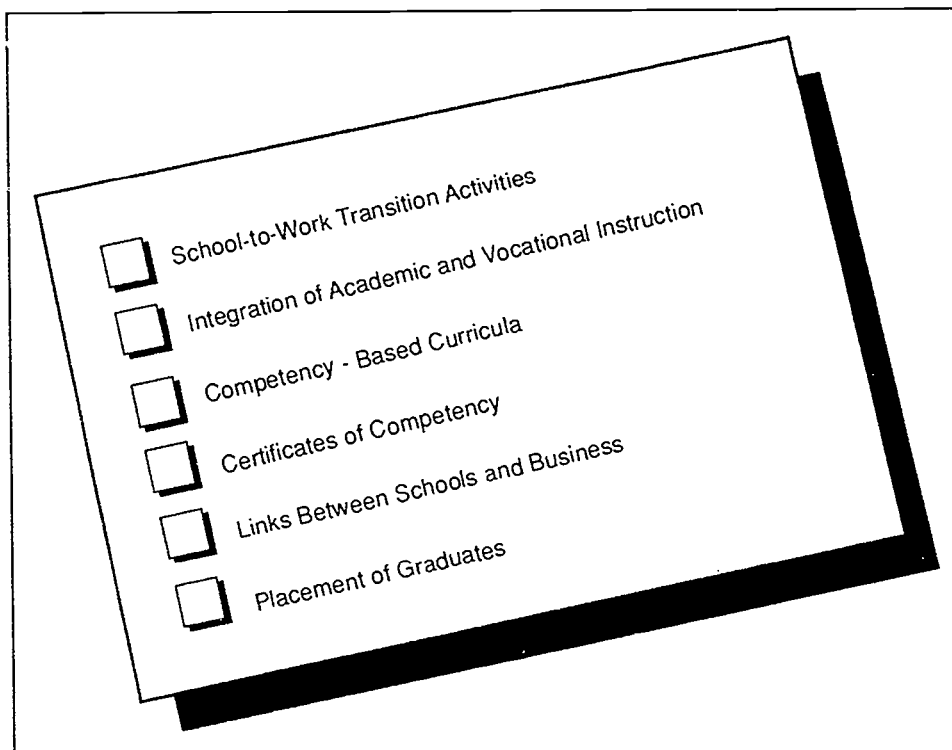 School-to-Work Transition Activities
Integration of Academic and Vocational Instruction
Competency - Based Curricula
Certificates of Competency
Links Between Schools and Business
Placement of Graduates